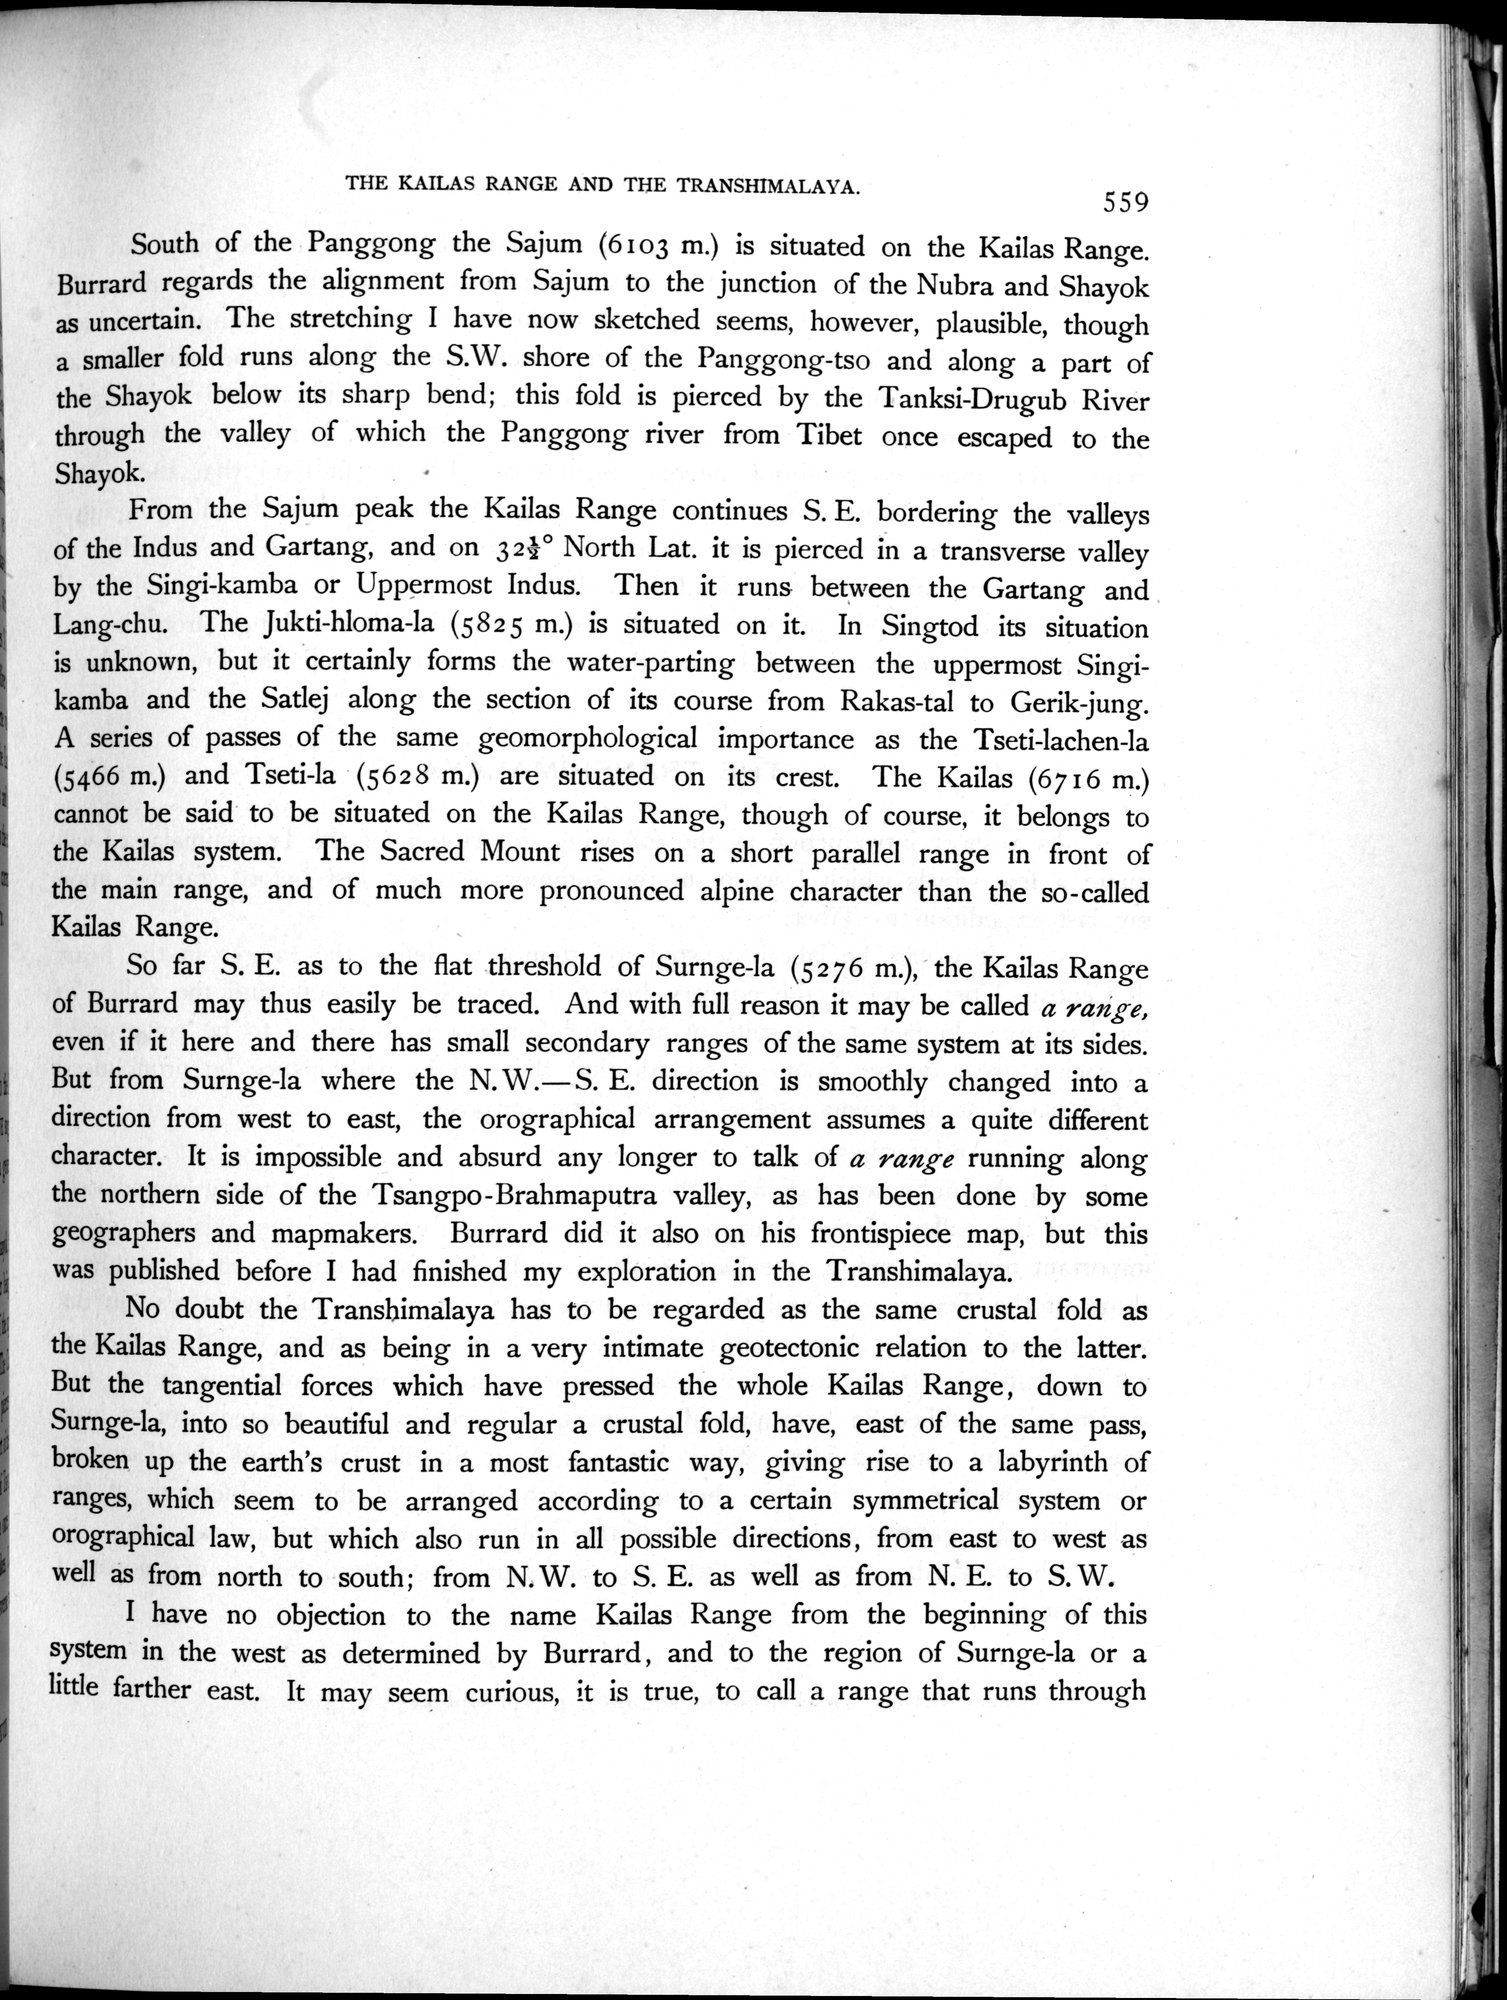 THE KAILAS RANGE AND THE TRANSHIMALAYA.
559
South of the Panggong the Sajum (6103 m.) is situated on the Kailas Range.
Burrard regards the alignment from Sajum to the junction of the Nubra and Shayok
as uncertain. The stretching I have now sketched seems, however, plausible, though
a smaller fold runs along the S.W. shore of the Panggong-tso and along a part of
the Shayok below its sharp bend; this fold is pierced by the Tanksi-Drugub River
through the valley of which the Panggong river from Tibet once escaped to the
Shayok.
From the Sajum peak the Kailas Range continues S. E. bordering the valleys
of the Indus and Gartang, and on 32½° North Lat. it is pierced in a transverse valley
by the Singi-kamba or Uppermost Indus. Then it runs between the Gartang and
Lang-chu. The Jukti-hloma-la (5825 m.) is situated on it. In Singtod its situation
is unknown, but it certainly forms the water-parting between the uppermost Singi-
kamba and the Satlej along the section of its course from Rakas-tal to Gerik-jung.
A series of passes of the same geomorphological importance as the Tseti-lachen-la
(5466 m.) and Tseti-la (5628 m.) are situated on its crest. The Kailas (6716 m.)
cannot be said to be situated on the Kailas Range, though of course, it belongs to
the Kailas system. The Sacred Mount rises on a short parallel range in front of
the main range, and of much more pronounced alpine character than the so-called
Kailas Range.
So far S. E. as to the flat threshold of Surnge-la (5276 m.), the Kailas Range
of Burrard may thus easily be traced. And with full reason it may be called a range,
even if it here and there has small secondary ranges of the same system at its sides.
But from Surnge-la where the N.W.—S. E. direction is smoothly changed into a
direction from west to east, the orographical arrangement assumes a quite different
character. It is impossible and absurd any longer to talk of a range running along
the northern side of the Tsangpo-Brahmaputra valley, as has been done by some
geographers and mapmakers. Burrard did it also on his frontispiece map, but this
was published before I had finished my exploration in the Transhimalaya.
No doubt the Transhimalaya has to be regarded as the same crustal fold as
the Kailas Range, and as being in a very intimate geotectonic relation to the latter.
But the tangential forces which have pressed the whole Kailas Range, down to
Surnge-la, into so beautiful and regular a crustal fold, have, east of the same pass,
broken up the earth's crust in a most fantastic way, giving rise to a labyrinth of
ranges, which seem to be arranged according to a certain symmetrical system or
orographical law, but which also run in all possible directions, from east to west as
well as from north to south; from N.W. to S. E. as well as from N. E. to S.W.
I have no objection to the name Kailas Range from the beginning of this
system in the west as determined by Burrard, and to the region of Surnge-la or a
little farther east. It may seem curious, it is true, to call a range that runs through